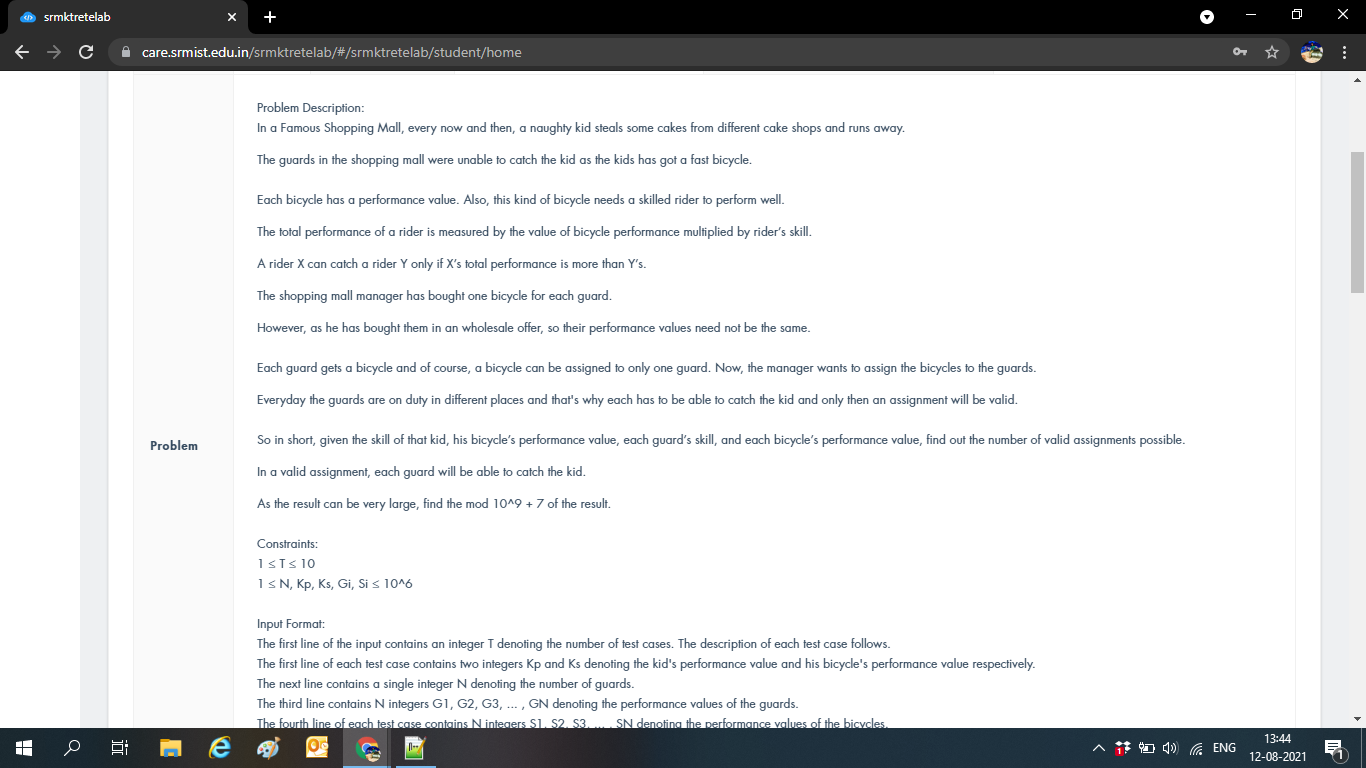 srmktretelab
care.srmist.edu.in/srmktretelab/#/srmktretelab/student/home
Problem Description:
In a Famous Shopping Mall, every now and then, a naughty kid steals some cakes from different cake shops and runs away.
The guards in the shopping mall were unable to catch the kid as the kids has got a fast bicycle.
Each bicycle has a performance value. Also, this kind of bicycle needs a skilled rider to perform well.
The total performance of a rider is measured by the value of bicycle performance multiplied by rider's skill.
A rider X can catch a rider Y only if X's total performance is more than Y's.
The shopping mall manager has bought one bicycle for each guard.
However, as he has bought them in an wholesale offer, so their performance values need not be the same.
Each guard gets a bicycle and of course, a bicycle can be assigned to only one guard. Now, the manager wants to assign the bicycles to the guards.
Everyday the guards are on duty in different places and that's why each has to be able to catch the kid and only then an assignment will be valid.
Problem
So in short, given the skill of that kid, his bicycle's performance value, each guard's skill, and each bicycle's performance value, find out the number of valid assignments possible.
In a valid assignment, each guard will be able to catch the kid.
As the result can be very large, find the mod 10^9 + 7 of the result.
Constraints:
1 ≤ T ≤ 10
1 ≤ N, Kp, Ks, Gi, Si ≤ 10^6
Input Format:
The first line of the input contains an integer T denoting the number of test cases. The description of each test case follows.
The first line of each test case contains two integers Kp and Ks denoting the kid's performance value and his bicycle's performance value respectively.
The next line contains a single integer N denoting the number of guards.
The third line contains N integers G1, G2, G3, ... , GN denoting the performance values of the guards.
The fourth line of each test case contains N integers S1, S2, S3, ... , SN denoting the performance values of the bicycles.
ENG
13:44
12-08-2021
1